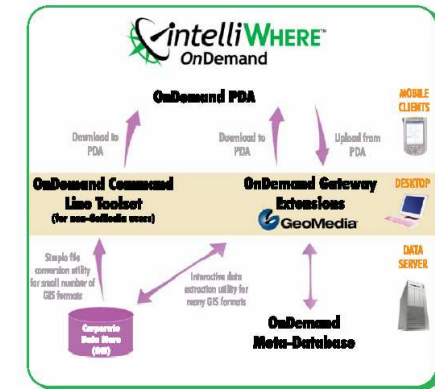 intelliWHERE™
OnDemand
OnDemand PDA
MOBILE
CLIENTS
Download to
PDA
Download to
PDA
Upload from
PDA
OnDemand Command
Line Toolset
(for non-GeoMedia users)
OnDemand Gateway
Extensions
GeoMedia
DESKTOP
Simple file
conversion utility
for small number of
GIS formats
Interactive data
extraction utility for
many GIS formats
DATA
SERVER
Corporate
Data Store
OnDemand
Meta-Database